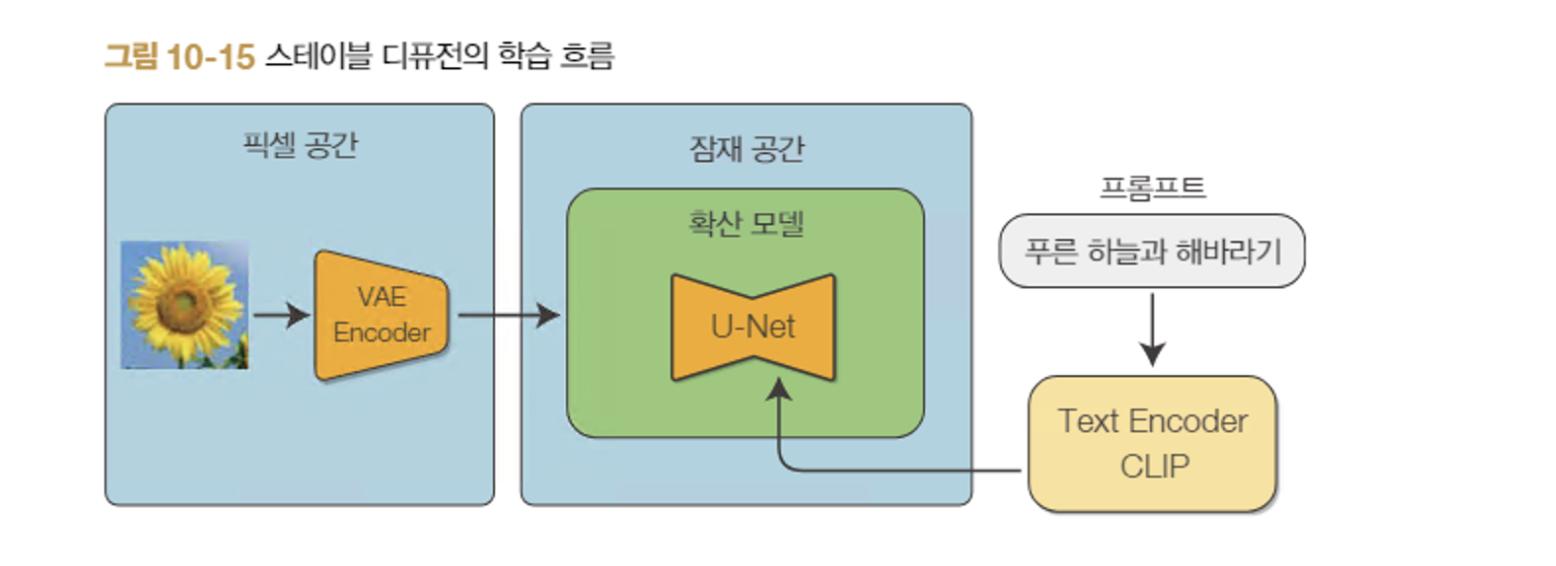 그림 10-15 스테이블 디퓨전의 학습 흐름
픽셀 공간
VAE
Encoder
잠재 공간
확산 모델
U-Net
프롬프트
푸른 하늘과 해바라기
Text Encoder
CLIP